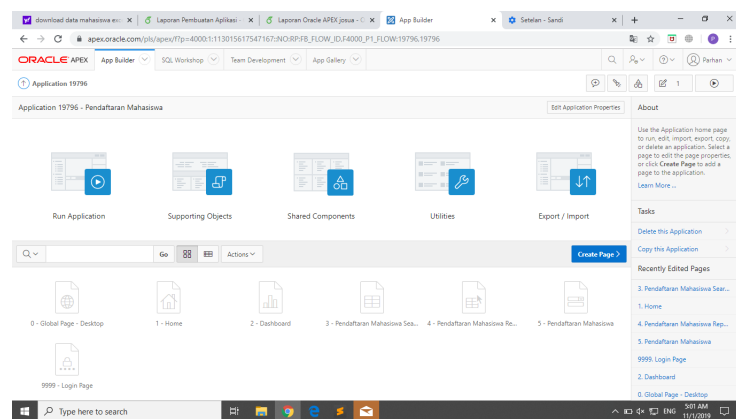 download data mahasiswa exc
Laporan Pembuatan Aplikasi -
Laporan Oracle APEX josua - C
App Builder
Setelan - Sandi
apex.oracle.com/pls/apex/f?p=4000:1:113015617547167::NO:RP:FB_FLOW_ID,F4000_P1_FLOW:19796,19796
P
ORACLE APEX
App Builder
SQL Workshop
Team Development
App Gallery
Parhan
Application 19796
1
Application 19796 - Pendaftaran Mahasiswa
Edit Application Properties
Run Application
Supporting Objects
Shared Components
Utilities
Export / Import
Go
Actions
Create Page
0 - Global Page - Desktop
1 - Home
2 - Dashboard
3 - Pendaftaran Mahasiswa Sea...
4 - Pendaftaran Mahasiswa Re...
5 - Pendaftaran Mahasiswa
9999 - Login Page
About
Use the Application home page
to run, edit, import, export, copy,
or delete an application. Select a
page to edit the page properties,
or click Create Page to add a
page to the application.
Learn More ...
Tasks
Delete this Application
Copy this Application
Recently Edited Pages
3. Pendaftaran Mahasiswa Sear...
1. Home
4. Pendaftaran Mahasiswa Rep...
5. Pendaftaran Mahasiswa
9999. Login Page
2. Dashboard
0. Global Page - Desktop
Type here to search
ENG
5:01 AM
11/1/2019